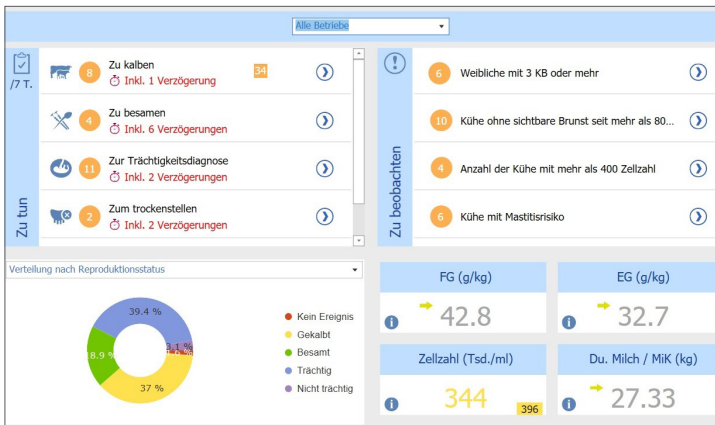 Alle Betriebe
/7 T.
Zu tun
8
Zu kalben
34
Inkl. 1 Verzögerung
4
Zu besamen
Inkl. 6 Verzögerungen
11
Zur Trächtigkeitsdiagnose
Inkl. 2 Verzögerungen
2
Zum trockenstellen
Inkl. 2 Verzögerungen
Zu beobachten
6
Weibliche mit 3 KB oder mehr
10
Kühe ohne sichtbare Brunst seit mehr als 80...
4
Anzahl der Kühe mit mehr als 400 Zellzahl
6
Kühe mit Mastitisrisiko
Verteilung nach Reproduktionsstatus
39.4 %
3.1 %
8.9 %
37 %
Kein Ereignis
Gekalbt
Besamt
Trächtig
Nicht trächtig
FG (g/kg)
42.8
EG (g/kg)
32.7
Zellzahl (Tsd./ml)
344
396
Du. Milch / MiK (kg)
27.33